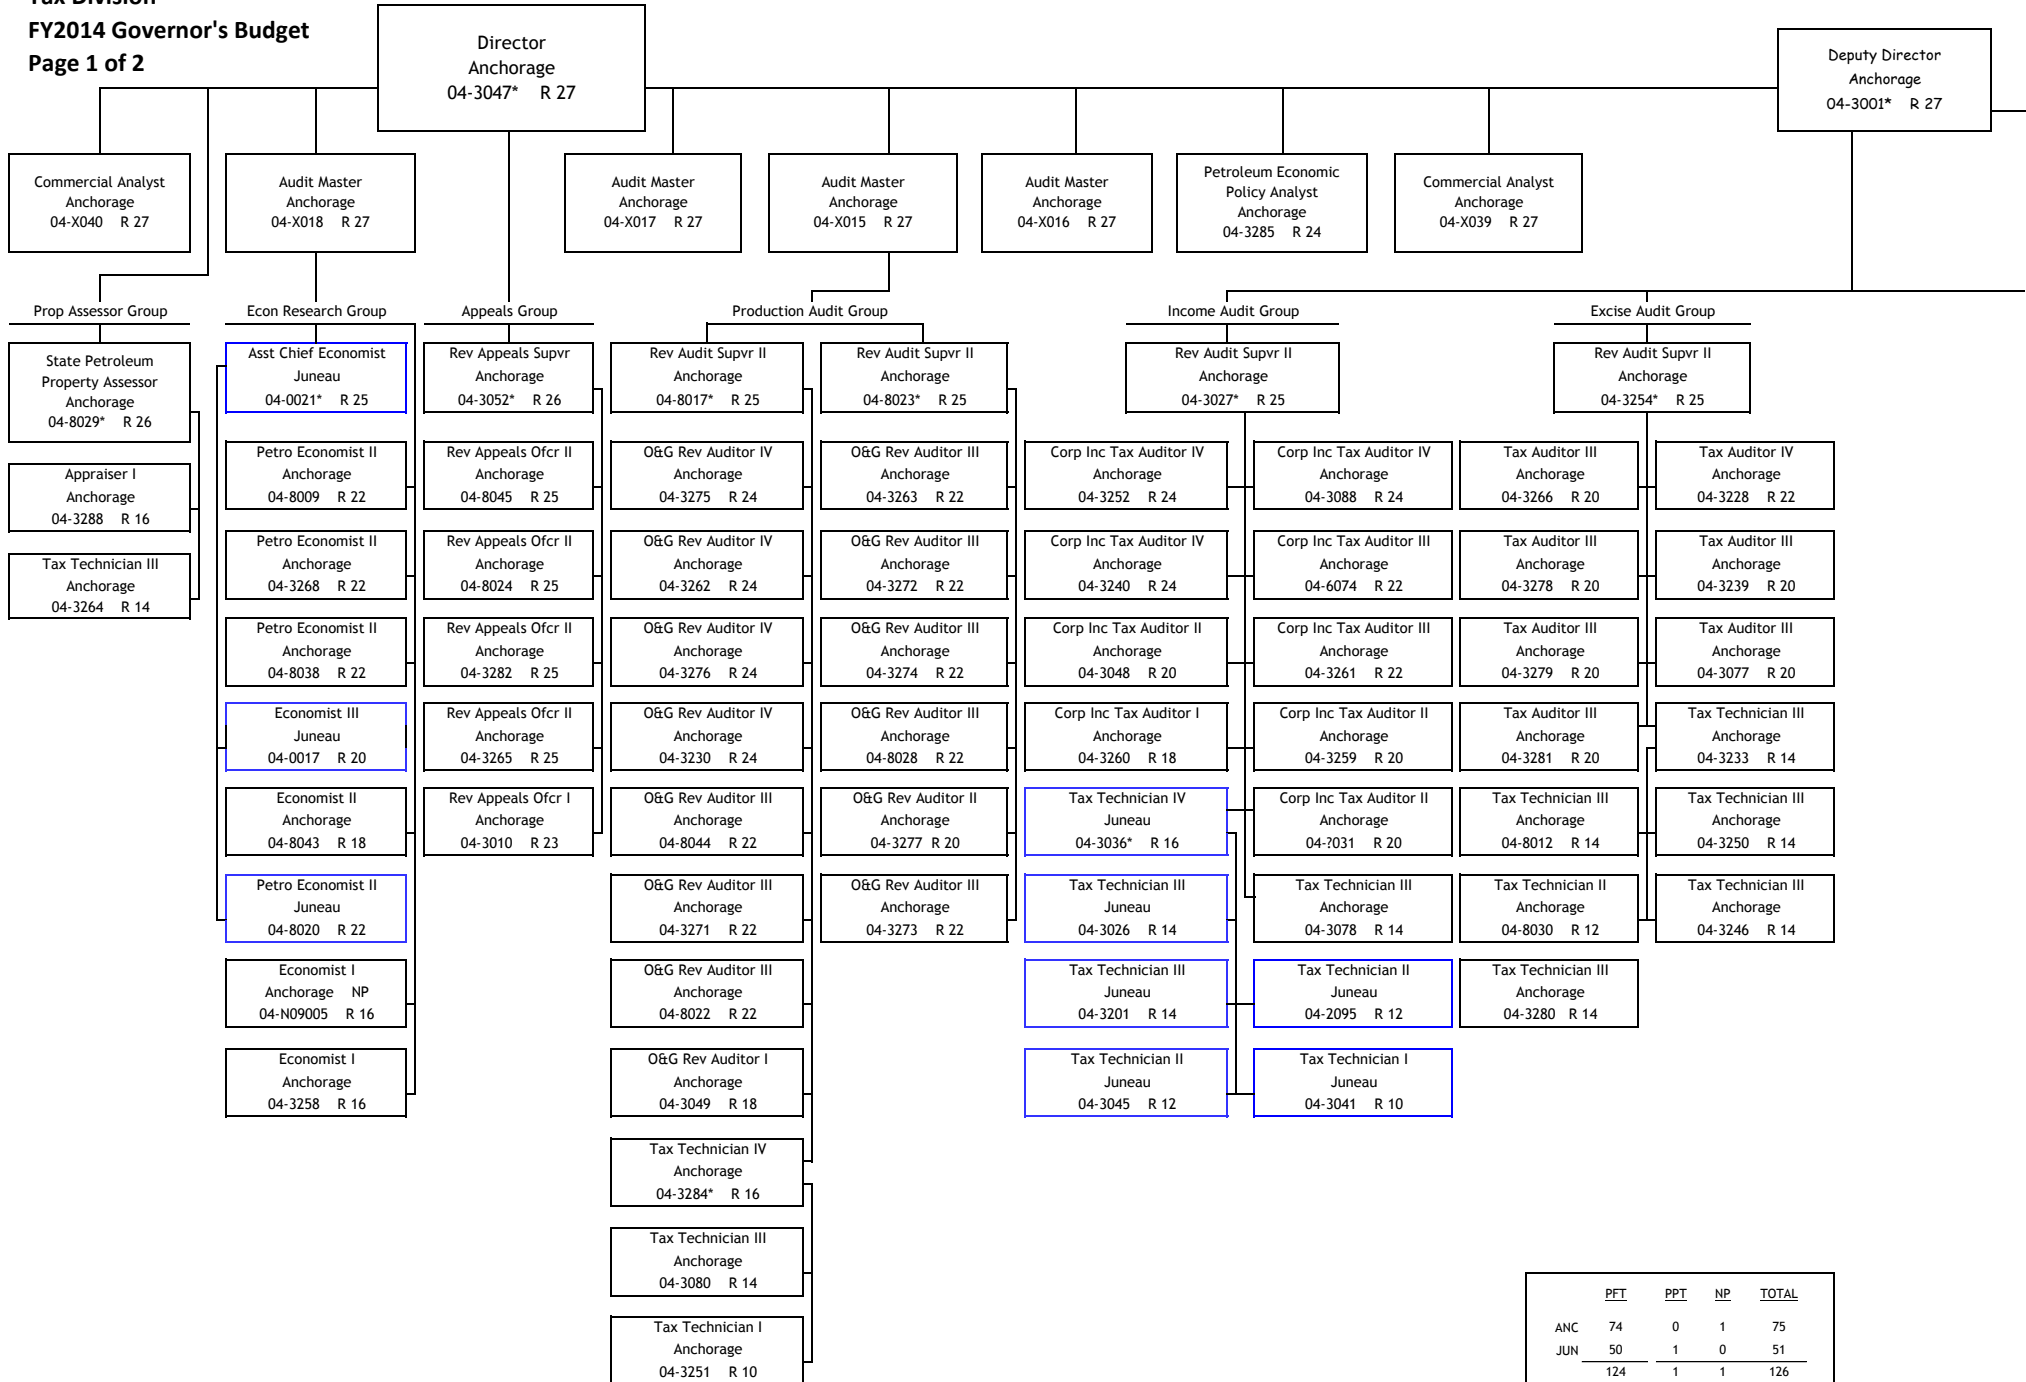 Tax Division
FY2014 Governor's Budget
Page 1 of 2
Director
Anchorage
04-3047* R 27
Deputy Director
Anchorage
04-3001* R 27
Commercial Analyst
Anchorage
04-X040 R 27
Audit Master
Anchorage
04-X018 R 27
Audit Master
Anchorage
04-X017 R 27
Audit Master
Anchorage
04-X015 R 27
Audit Master
Anchorage
04-X016 R 27
Petroleum Economic
Policy Analyst
Anchorage
04-3285 R 24
Commercial Analyst
Anchorage
04-X039 R 27
Prop Assessor Group
State Petroleum
Property Assessor
Anchorage
04-8029* R 26
Appraiser I
Anchorage
04-3288 R 16
Tax Technician III
Anchorage
04-3264 R 14
Econ Research Group
Asst Chief Economist
Juneau
04-0021* R 25
Petro Economist II
Anchorage
04-8009 R 22
Petro Economist II
Anchorage
04-3268 R 22
Petro Economist II
Anchorage
04-8038 R 22
Economist III
Juneau
04-0017 R 20
Economist II
Anchorage
04-8043 R 18
Petro Economist II
Juneau
04-8020 R 22
Economist I
Anchorage NP
04-N09005 R 16
Economist I
Anchorage
04-3258 R 16
Appeals Group
Rev Appeals Supvr
Anchorage
04-3052* R 26
Rev Appeals Ofcr II
Anchorage
04-8045 R 25
Rev Appeals Ofcr II
Anchorage
04-8024 R 25
Rev Appeals Ofcr II
Anchorage
04-3282 R 25
Rev Appeals Ofcr II
Anchorage
04-3265 R 25
Rev Appeals Ofcr I
Anchorage
04-3010 R 23
Production Audit Group
Rev Audit Supvr II
Anchorage
04-8017* R 25
O&G Rev Auditor IV
Anchorage
04-3275 R 24
O&G Rev Auditor IV
Anchorage
04-3262 R 24
O&G Rev Auditor IV
Anchorage
04-3276 R 24
O&G Rev Auditor IV
Anchorage
04-3230 R 24
O&G Rev Auditor III
Anchorage
04-8044 R 22
O&G Rev Auditor III
Anchorage
04-3271 R 22
O&G Rev Auditor III
Anchorage
04-8022 R 22
O&G Rev Auditor I
Anchorage
04-3049 R 18
Tax Technician IV
Anchorage
04-3284* R 16
Tax Technician III
Anchorage
04-3080 R 14
Tax Technician I
Anchorage
04-3251 R 10
Rev Audit Supvr II
Anchorage
04-8023* R 25
O&G Rev Auditor III
Anchorage
04-3263 R 22
O&G Rev Auditor III
Anchorage
04-3272 R 22
O&G Rev Auditor III
Anchorage
04-3274 R 22
O&G Rev Auditor III
Anchorage
04-8028 R 22
O&G Rev Auditor II
Anchorage
04-3277 R 20
O&G Rev Auditor III
Anchorage
04-3273 R 22
Income Audit Group
Rev Audit Supvr II
Anchorage
04-3027* R 25
Corp Inc Tax Auditor IV
Anchorage
04-3252 R 24
Corp Inc Tax Auditor IV
Anchorage
04-3240 R 24
Corp Inc Tax Auditor II
Anchorage
04-3048 R 20
Corp Inc Tax Auditor I
Anchorage
04-3260 R 18
Tax Technician IV
Juneau
04-3036* R 16
Tax Technician III
Juneau
04-3026 R 14
Tax Technician III
Juneau
04-3201 R 14
Tax Technician II
Juneau
04-3045 R 12
Corp Inc Tax Auditor IV
Anchorage
04-3088 R 24
Corp Inc Tax Auditor III
Anchorage
04-6074 R 22
Corp Inc Tax Auditor III
Anchorage
04-3261 R 22
Corp Inc Tax Auditor II
Anchorage
04-3259 R 20
Corp Inc Tax Auditor II
Anchorage
04-?031 R 20
Tax Technician III
Anchorage
04-3078 R 14
Tax Technician II
Juneau
04-2095 R 12
Tax Technician I
Juneau
04-3041 R 10
Excise Audit Group
Rev Audit Supvr II
Anchorage
04-3254* R 25
Tax Auditor III
Anchorage
04-3266 R 20
Tax Auditor III
Anchorage
04-3278 R 20
Tax Auditor III
Anchorage
04-3279 R 20
Tax Auditor III
Anchorage
04-3281 R 20
Tax Technician III
Anchorage
04-8012 R 14
Tax Technician II
Anchorage
04-8030 R 12
Tax Technician III
Anchorage
04-3280 R 14
Tax Auditor IV
Anchorage
04-3228 R 22
Tax Auditor III
Anchorage
04-3239 R 20
Tax Auditor III
Anchorage
04-3077 R 20
Tax Technician III
Anchorage
04-3233 R 14
Tax Technician III
Anchorage
04-3250 R 14
Tax Technician III
Anchorage
04-3246 R 14
PFT PPT NP TOTAL
ANC 74 0 1 75
JUN 50 1 0 51
124 1 1 126